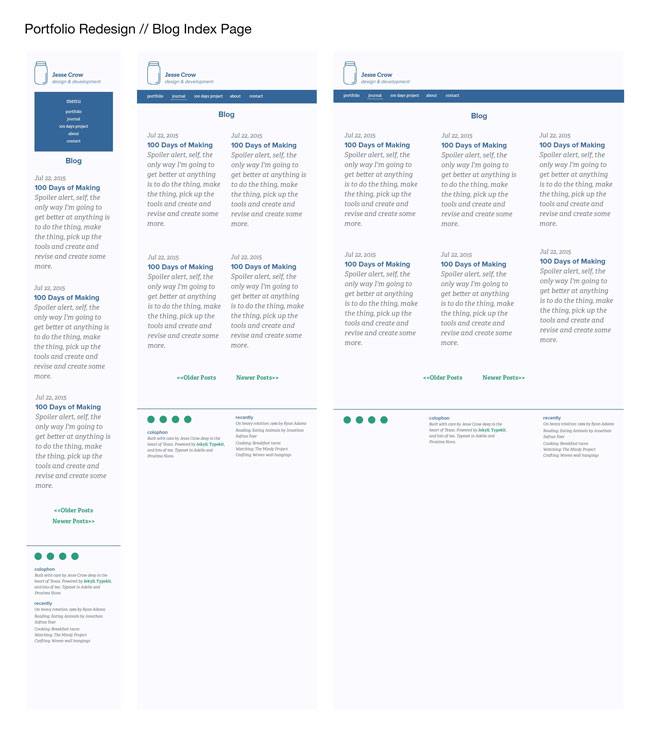 Portfolio Redesign // Blog Index Page
Jesse Crow
design & development
menu
portfolio
journal
100 days project
about
contact
Blog
Jul 22, 2015
100 Days of Making
Spoiler alert, self, the
only way I'm going to
get better at anything is
is to do the thing, make
the thing, pick up the
tools and create and
revise and create some
more.
Jul 22, 2015
100 Days of Making
Spoiler alert, self, the
only way I'm going to
get better at anything is
to do the thing, make
the thing, pick up the
tools and create and
revise and create some
more.
Jul 22, 2015
100 Days of Making
Spoiler alert, self, the
only way I'm going to
get better at anything is
to do the thing, make
the thing, pick up the
tools and create and
revise and create some
more.
<<Older Posts
Newer Posts>>
colophon
Built with care by Jesse Crow deep in the
heart of Texas. Powered by Jekyll, Typekit,
and lots of tea. Typeset in Adelle and
Proxima Nova.
recently
On heavy rotation: 1989 by Ryan Adams
Reading: Eating Animals by Jonathan
Safran Foer
Cooking: Breakfast tacos
Watching: The Mindy Project
Crafting: Woven wall hangings
Jesse Crow
design & development
portfolio journal 100 days project about contact
Blog
Jul 22, 2015 Jul 22, 2015
100 Days of Making 100 Days of Making
Spoiler alert, self, the Spoiler alert, self, the
only way I'm going to only way I'm going to
get better at anything get better at anything
is to do the thing, make is to do the thing, make
the thing, pick up the the thing, pick up the
tools and create and tools and create and
revise and create some revise and create some
more. more.
Jul 22, 2015 Jul 22, 2015
100 Days of Making 100 Days of Making
Spoiler alert, self, the Spoiler alert, self, the
only way I'm going to only way I'm going to
get better at anything get better at anything
is to do the thing, make is to do the thing, make
the thing, pick up the the thing, pick up the
tools and create and tools and create and
revise and create some revise and create some
more. more.
<<Older Posts Newer Posts>>
colophon
Built with care by Jesse Crow deep in the
heart of Texas. Powered by Jekyll, Typekit,
and lots of tea. Typeset in Adelle and
Proxima Nova.
recently
On heavy rotation: 1989 by Ryan Adams
Reading: Eating Animals by Jonathan
Safran Foer
Cooking: Breakfast tacos
Watching: The Mindy Project
Crafting: Woven wall hangings
Jesse Crow
design & development
portfolio journal 100 days project about contact
Blog
Jul 22, 2015 Jul 22, 2015 Jul 22, 2015
100 Days of Making 100 Days of Making 100 Days of Making
Spoiler alert, self, the Spoiler alert, self, the Spoiler alert, self, the
only way I'm going to only way I'm going to only way I'm going to
get better at anything get better at anything get better at anything
is to do the thing, make is to do the thing, make is to do the thing, make
the thing, pick up the the thing, pick up the the thing, pick up the
tools and create and tools and create and tools and create and
revise and create some revise and create some revise and create some
more. more. more.
Jul 22, 2015 Jul 22, 2015 Jul 22, 2015
100 Days of Making 100 Days of Making 100 Days of Making
Spoiler alert, self, the Spoiler alert, self, the Spoiler alert, self, the
only way I'm going to only way I'm going to only way I'm going to
get better at anything get better at anything get better at anything
is to do the thing, make is to do the thing, make is to do the thing, make
the thing, pick up the the thing, pick up the the thing, pick up the
tools and create and tools and create and tools and create and
revise and create some revise and create some revise and create some
more. more. more.
<<Older Posts Newer Posts>>
colophon
Built with care by Jesse Crow deep in the
heart of Texas. Powered by Jekyll, Typekit,
and lots of tea. Typeset in Adelle and
Proxima Nova.
recently
On heavy rotation: 1989 by Ryan Adams
Reading: Eating Animals by Jonathan
Safran Foer
Cooking: Breakfast tacos
Watching: The Mindy Project
Crafting: Woven wall hangings